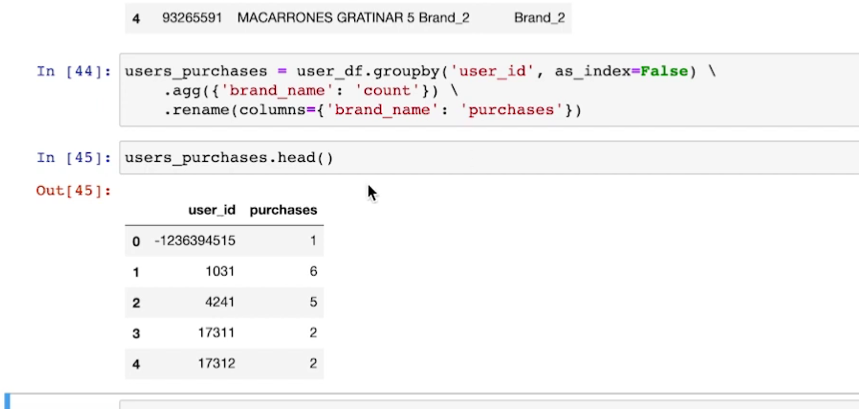 4 93265591 MACARRONES GRATINAR 5 Brand_2 Brand_2
In [44]: users_purchases = user_df.groupby('user_id', as_index=False) \
.agg({'brand_name': 'count'}) \
.rename(columns={'brand_name': 'purchases'})
In [45]: users_purchases.head()
Out[45]:
user_id purchases
0 -1236394515 1
1 1031 6
2 4241 5
3 17311 2
4 17312 2